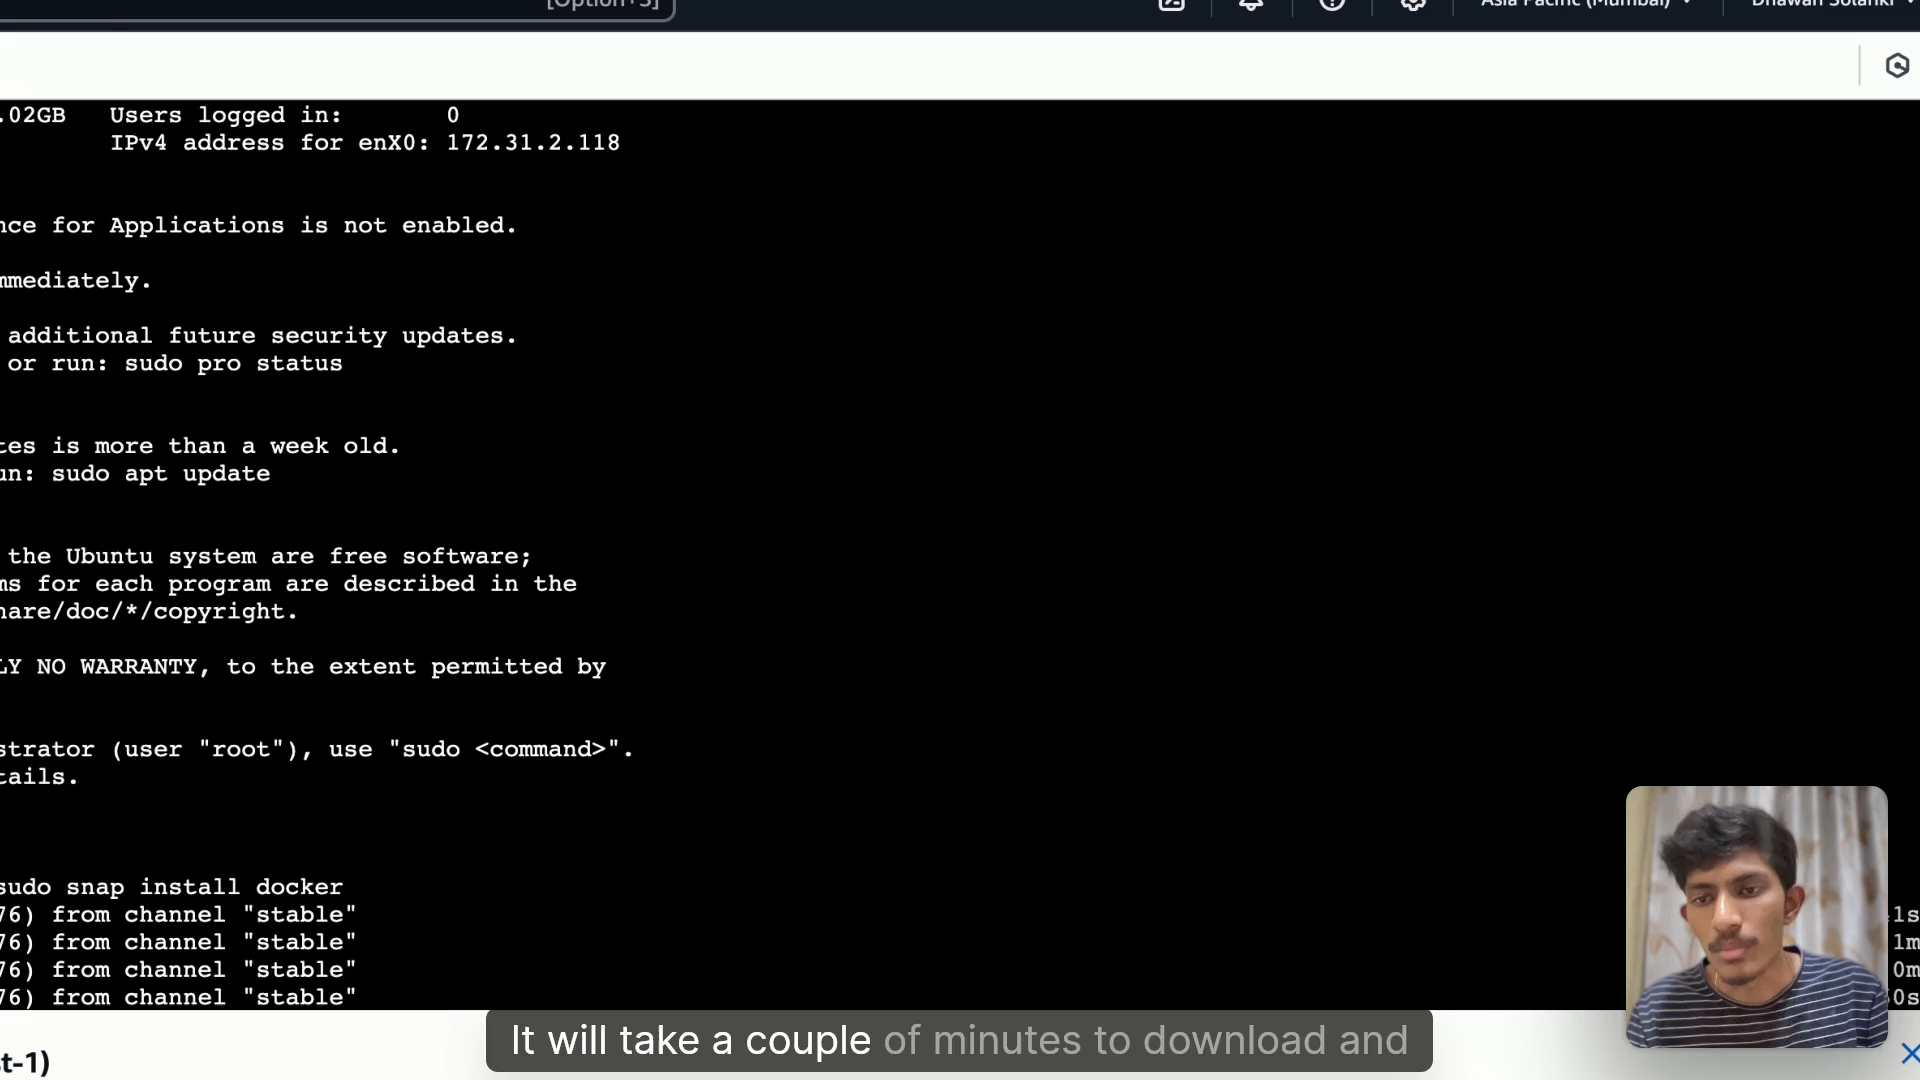 [Option+S]
Asia Pacific (Mumbai)
Dhawan Solanki
.02GB Users logged in: 0
IPv4 address for enX0: 172.31.2.118
nce for Applications is not enabled.
mmediately.
additional future security updates.
or run: sudo pro status
tes is more than a week old.
un: sudo apt update
the Ubuntu system are free software;
ms for each program are described in the
hare/doc/*/copyright.
LY NO WARRANTY, to the extent permitted by
strator (user "root"), use "sudo <command>".
tails.
sudo snap install docker
76) from channel "stable" 1s
76) from channel "stable" 1m
76) from channel "stable" 0m
76) from channel "stable" 0s
It will take a couple of minutes to download and
t-1)